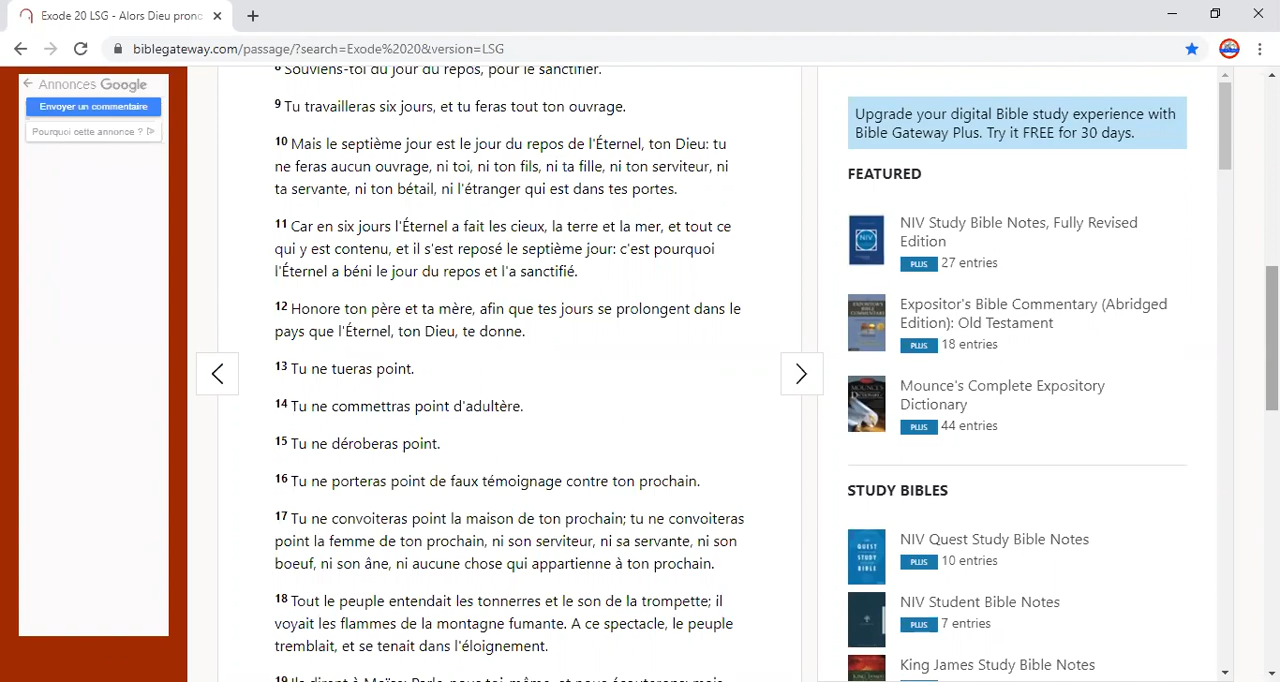 Exode 20 LSG - Alors Dieu pronc
biblegateway.com/passage/?search=Exode%2020&version=LSG
Annonces Google
Envoyer un commentaire
Pourquoi cette annonce ?
8 Souviens-toi du jour du repos, pour le sanctifier.
9 Tu travailleras six jours, et tu feras tout ton ouvrage.
10 Mais le septième jour est le jour du repos de l'Éternel, ton Dieu: tu
ne feras aucun ouvrage, ni toi, ni ton fils, ni ta fille, ni ton serviteur, ni
ta servante, ni ton bétail, ni l'étranger qui est dans tes portes.
11 Car en six jours l'Éternel a fait les cieux, la terre et la mer, et tout ce
qui y est contenu, et il s'est reposé le septième jour: c'est pourquoi
l'Éternel a béni le jour du repos et l'a sanctifié.
12 Honore ton père et ta mère, afin que tes jours se prolongent dans le
pays que l'Éternel, ton Dieu, te donne.
13 Tu ne tueras point.
14 Tu ne commettras point d'adultère.
15 Tu ne déroberas point.
16 Tu ne porteras point de faux témoignage contre ton prochain.
17 Tu ne convoiteras point la maison de ton prochain; tu ne convoiteras
point la femme de ton prochain, ni son serviteur, ni sa servante, ni son
boeuf, ni son âne, ni aucune chose qui appartienne à ton prochain.
18 Tout le peuple entendait les tonnerres et le son de la trompette; il
voyait les flammes de la montagne fumante. A ce spectacle, le peuple
tremblait, et se tenait dans l'éloignement.
19 Ils dirent à Moïse: Parle-nous toi-même, et nous écouterons; mais
Upgrade your digital Bible study experience with
Bible Gateway Plus. Try it FREE for 30 days.
FEATURED
NIV
NIV Study Bible Notes, Fully Revised
Edition
PLUS 27 entries
Expositor's Bible Commentary (Abridged
Edition): Old Testament
PLUS 18 entries
Mounce's Complete Expository
Dictionary
PLUS 44 entries
STUDY BIBLES
QUEST
NIV Quest Study Bible Notes
PLUS 10 entries
NIV Student Bible Notes
PLUS 7 entries
King James Study Bible Notes